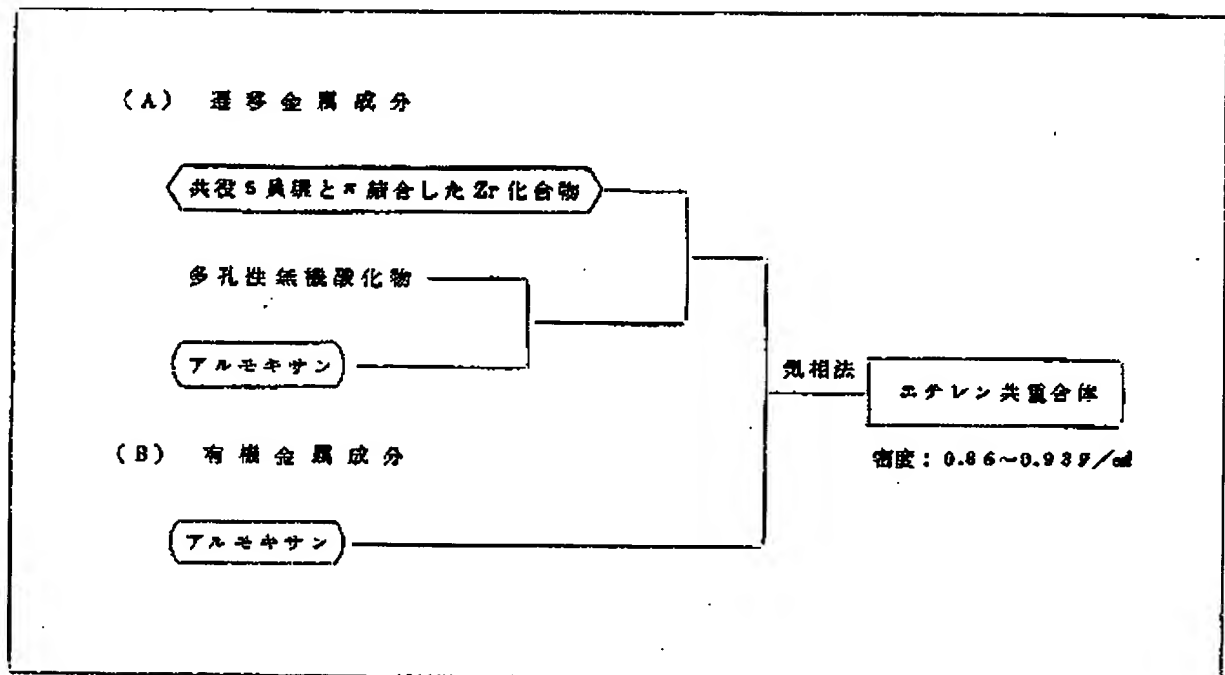 (A) 遷移金属成分
共役5員環とπ結合したZr化合物
多孔性無機酸化物
アルモキサン
気相法
エチレン共重合体
(B) 有機金属成分
密度：0.86～0.93g/cm³
アルモキサン